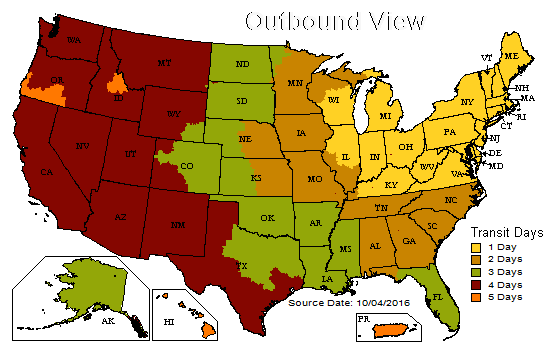 Outbound View
WA
MT
ND
MN
ME
VT
OR
ID
SD
WI
MI
NY
NH
MA
RI
CT
WY
NE
IA
PA
NJ
DE
MD
NV
UT
CO
KS
MO
IL
IN
OH
WV
VA
KY
CA
AZ
NM
OK
AR
TN
NC
SC
TX
LA
MS
AL
GA
FL
AK
HI
PR
Transit Days
1 Day
2 Days
3 Days
4 Days
5 Days
Source Date: 10/04/2016